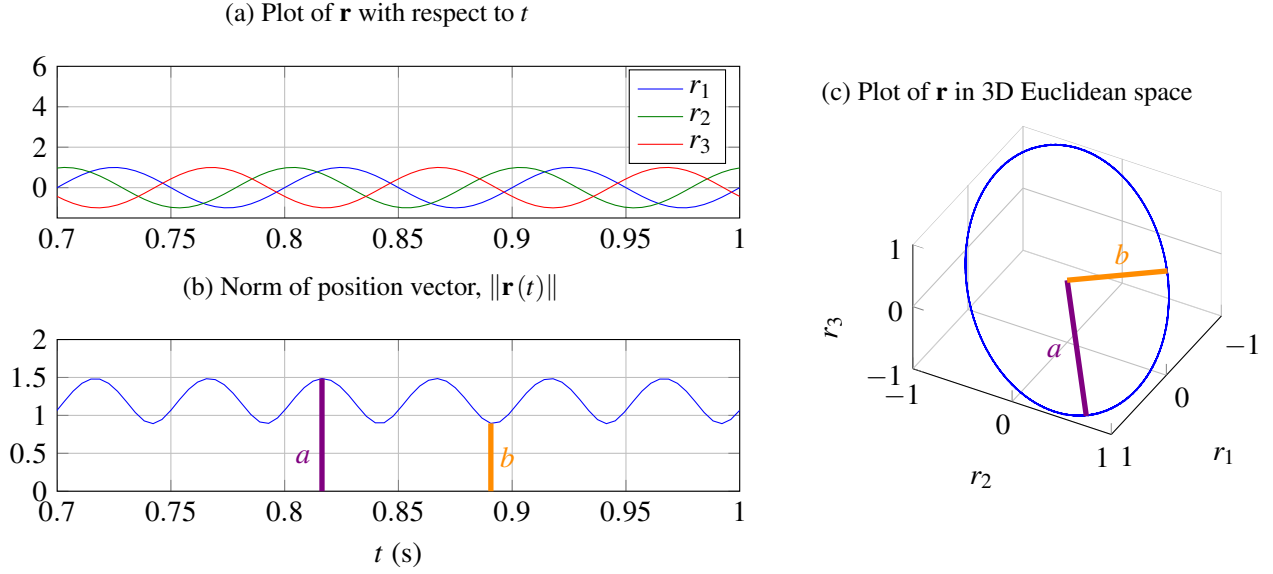 (a) Plot of r with respect to t
6
4
2
0
r1
r2
r3
0.7 0.75 0.8 0.85 0.9 0.95 1
(b) Norm of position vector, ‖r(t)‖
2
1.5
1
0.5
0
a
b
0.7 0.75 0.8 0.85 0.9 0.95 1
t (s)
(c) Plot of r in 3D Euclidean space
1
0
−1
r3
−1
0
1
r2
1
0
−1
r1
a
b